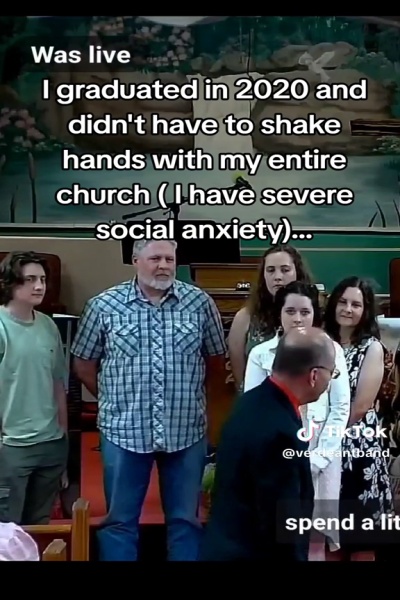 Was live
I graduated in 2020 and
didn't have to shake
hands with my entire
church ( I have severe
social anxiety)...
TikTok
spend a lit